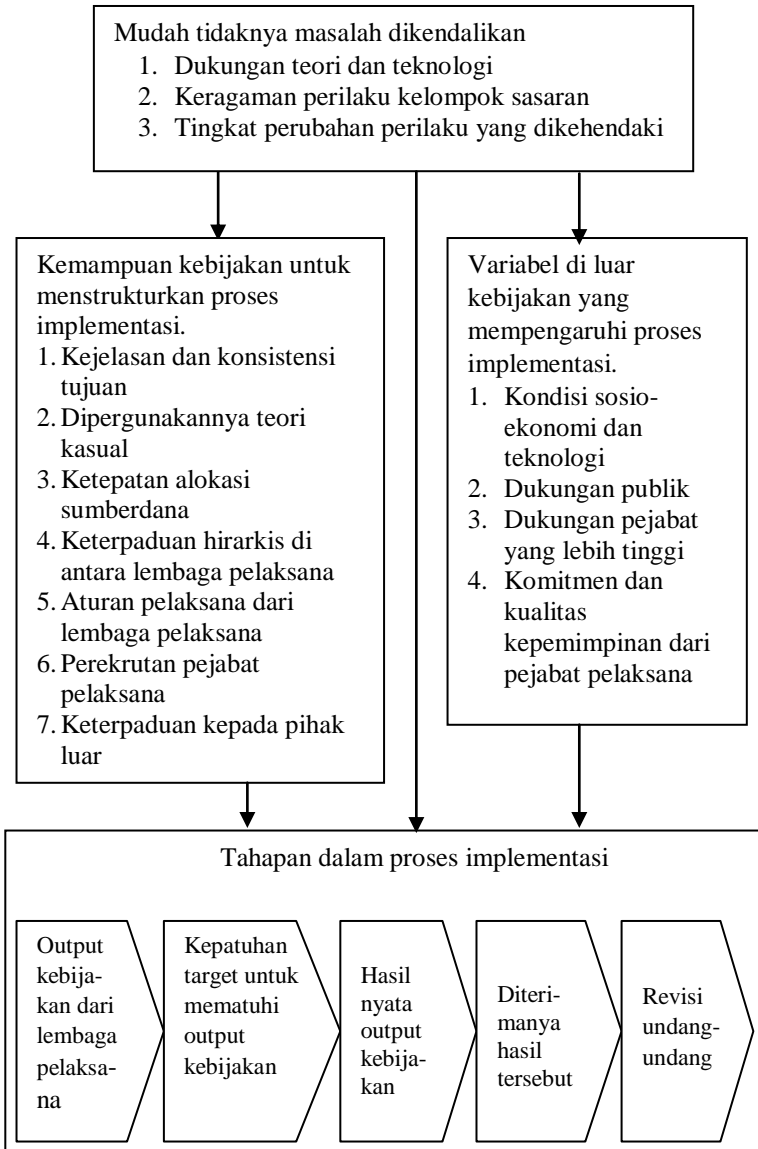 Mudah tidaknya masalah dikendalikan
1. Dukungan teori dan teknologi
2. Keragaman perilaku kelompok sasaran
3. Tingkat perubahan perilaku yang dikehendaki
Kemampuan kebijakan untuk
menstrukturkan proses
implementasi.
1. Kejelasan dan konsistensi
tujuan
2. Dipergunakannya teori
kasual
3. Ketepatan alokasi
sumberdana
4. Keterpaduan hirarkis di
antara lembaga pelaksana
5. Aturan pelaksana dari
lembaga pelaksana
6. Perekrutan pejabat
pelaksana
7. Keterpaduan kepada pihak
luar
Variabel di luar
kebijakan yang
mempengaruhi proses
implementasi.
1. Kondisi sosio-
ekonomi dan
teknologi
2. Dukungan publik
3. Dukungan pejabat
yang lebih tinggi
4. Komitmen dan
kualitas
kepemimpinan dari
pejabat pelaksana
Tahapan dalam proses implementasi
Output
kebija-
kan dari
lembaga
pelaksa-
na
Kepatuhan
target untuk
mematuhi
output
kebijakan
Hasil
nyata
output
kebija-
kan
Diteri-
manya
hasil
tersebut
Revisi
undang-
undang